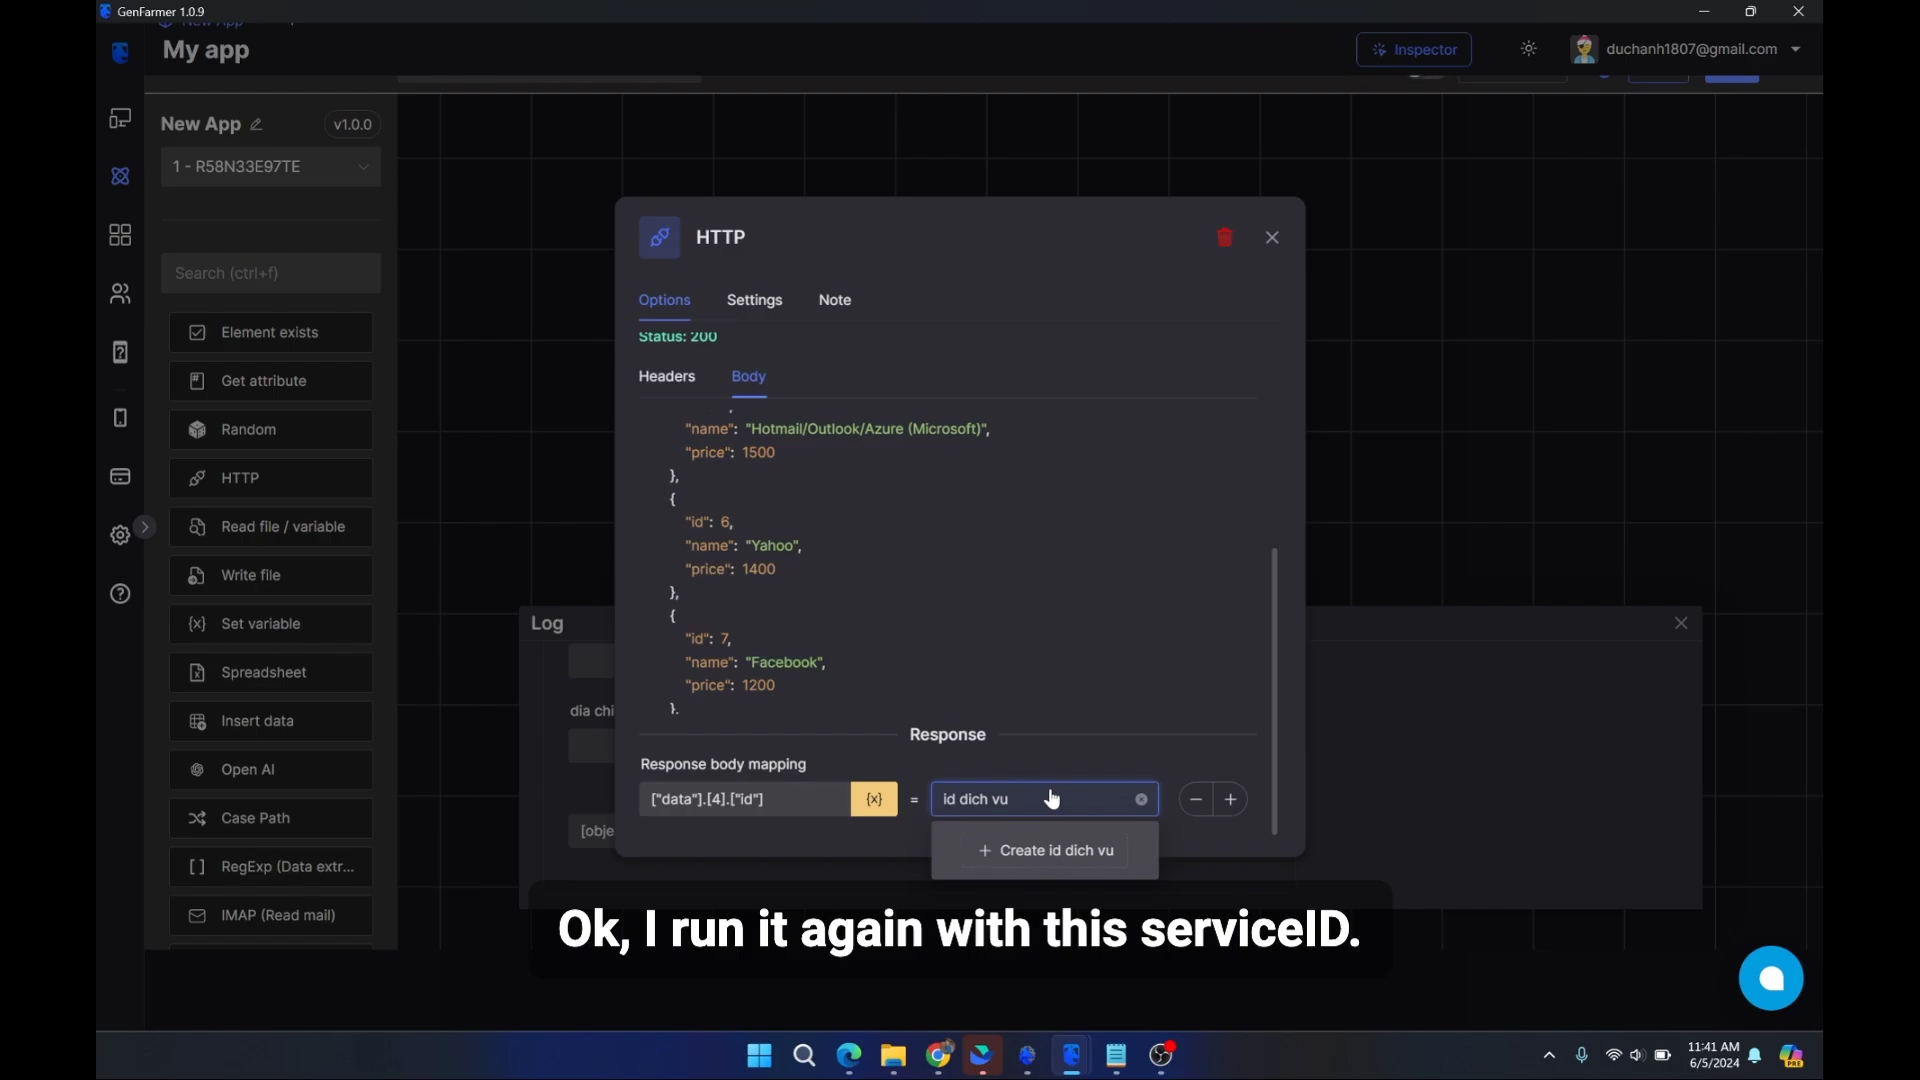 GenFarmer 1.0.9
My app
Inspector
duchanh1807@gmail.com
New App
v1.0.0
1 - R58N33E97TE
Search (ctrl+f)
Element exists
Get attribute
Random
HTTP
Read file / variable
Write file
Set variable
Spreadsheet
Insert data
Open AI
Case Path
RegExp (Data extr...
IMAP (Read mail)
HTTP
Options
Settings
Note
Status: 200
Headers
Body
"name": "Hotmail/Outlook/Azure (Microsoft)",
"price": 1500
},
{
"id": 6,
"name": "Yahoo",
"price": 1400
},
{
"id": 7,
"name": "Facebook",
"price": 1200
},
Response
Response body mapping
["data"].[4].["id"]
{x}
=
id dich vu
+ Create id dich vu
Log
dia chi
[obje
Ok, I run it again with this serviceID.
11:41 AM
6/5/2024